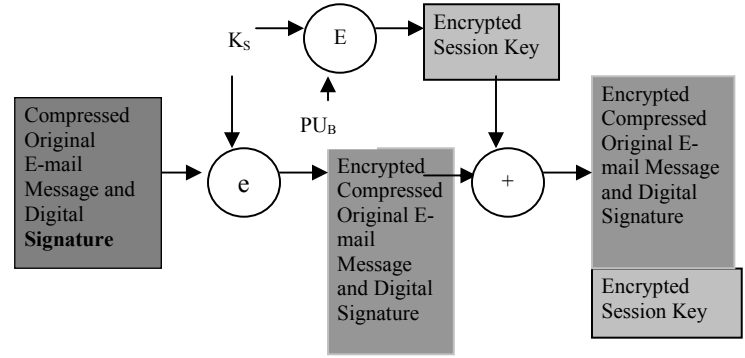 K_S
E
Encrypted
Session Key
PU_B
Compressed
Original
E-mail
Message and
Digital
Signature
e
Encrypted
Compressed
Original E-
mail
Message
and Digital
Signature
+
Encrypted
Compressed
Original E-
mail Message
and Digital
Signature
Encrypted
Session Key